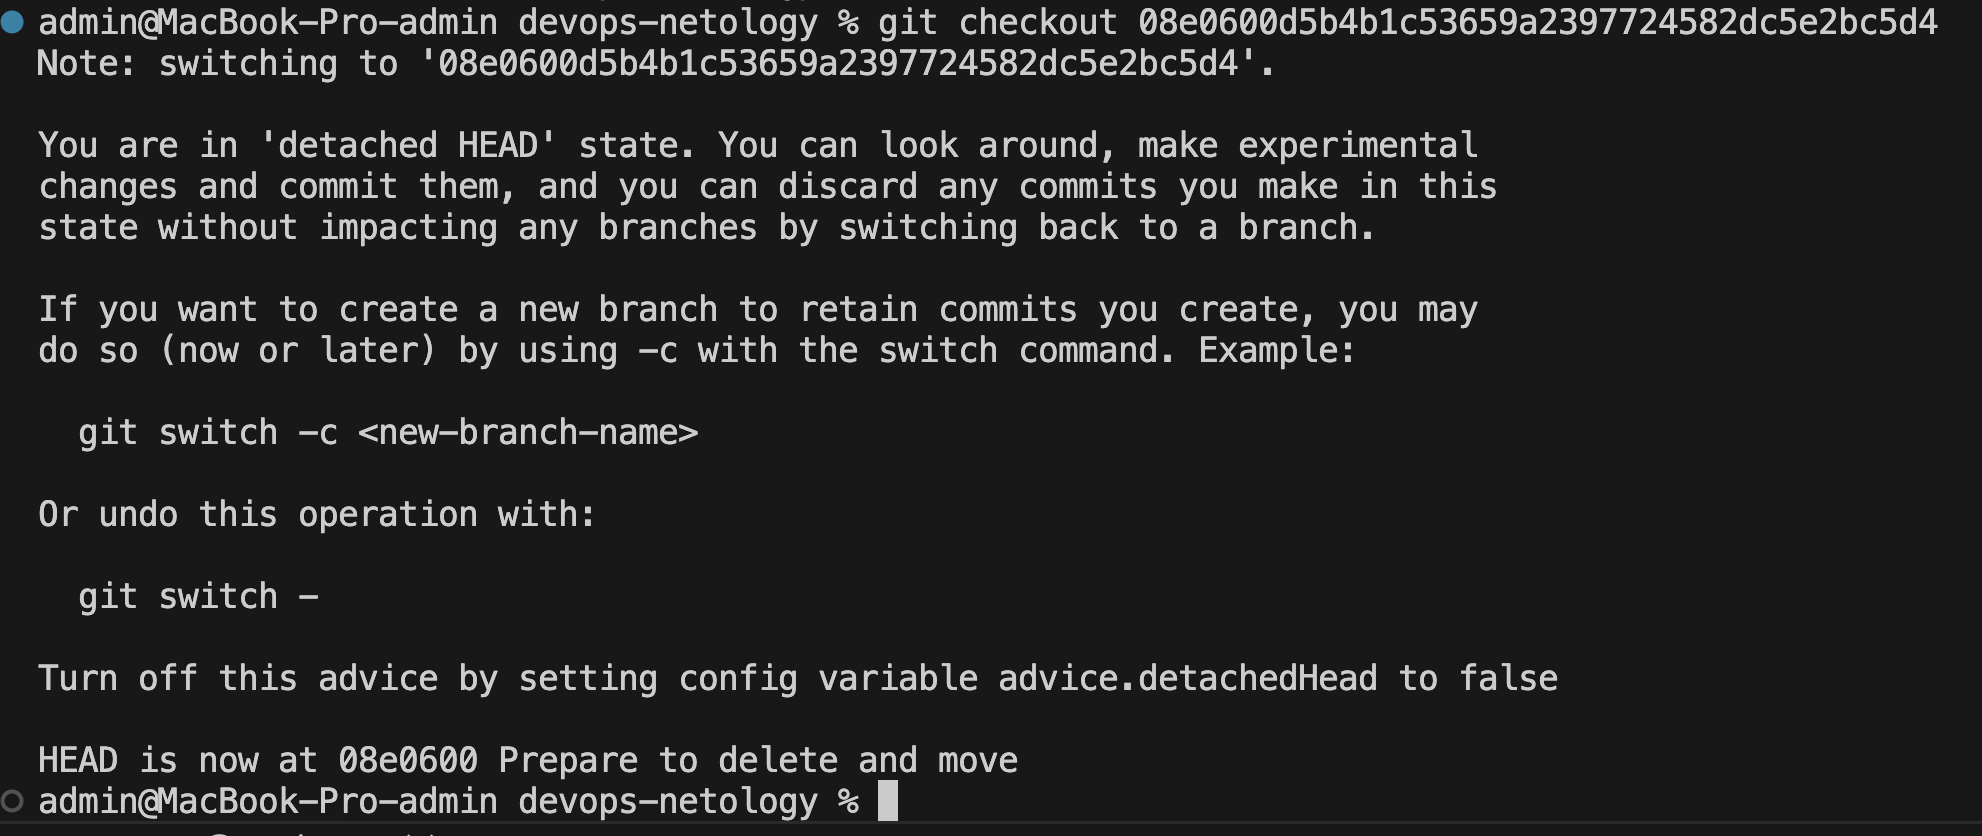 admin@MacBook-Pro-admin devops-netology % git checkout 08e0600d5b4b1c53659a2397724582dc5e2bc5d4
Note: switching to '08e0600d5b4b1c53659a2397724582dc5e2bc5d4'.
You are in 'detached HEAD' state. You can look around, make experimental
changes and commit them, and you can discard any commits you make in this
state without impacting any branches by switching back to a branch.
If you want to create a new branch to retain commits you create, you may
do so (now or later) by using -c with the switch command. Example:
git switch -c <new-branch-name>
Or undo this operation with:
git switch -
Turn off this advice by setting config variable advice.detachedHead to false
HEAD is now at 08e0600 Prepare to delete and move
admin@MacBook-Pro-admin devops-netology %